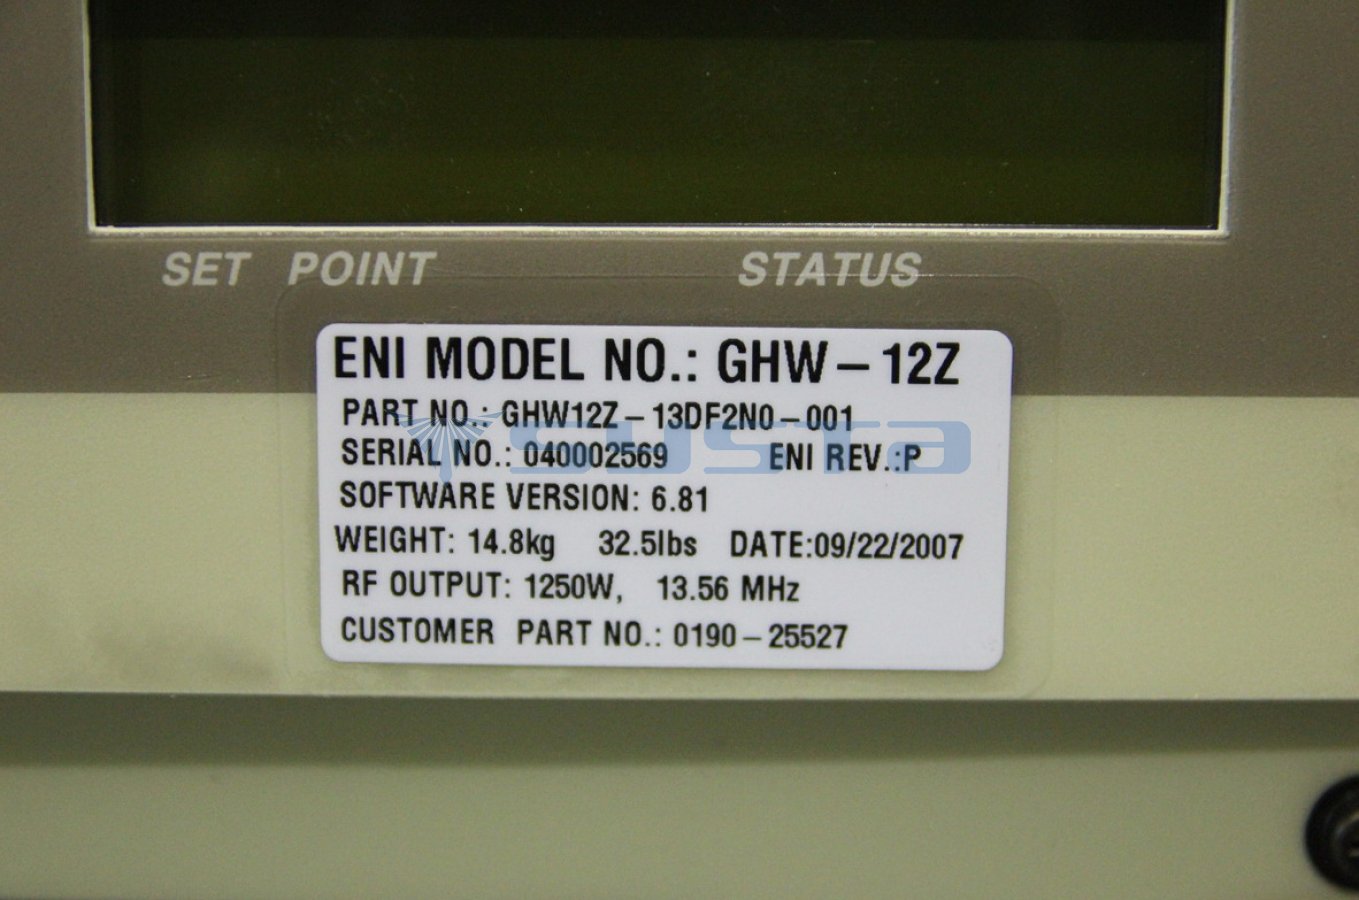 SET POINT STATUS
ENI MODEL NO.: GHW-12Z
PART NO.: GHW12Z-13DF2N0-001
SERIAL NO.: 040002569 ENI REV.:P
SOFTWARE VERSION: 6.81
WEIGHT: 14.8kg 32.5lbs DATE:09/22/2007
RF OUTPUT: 1250W, 13.56 MHz
CUSTOMER PART NO.: 0190-25527
susta